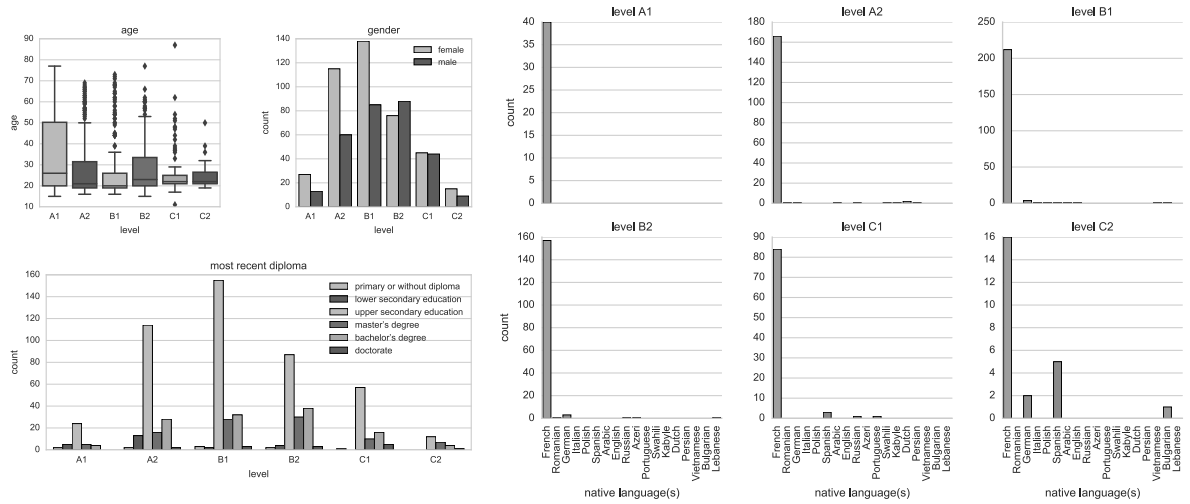 age
90
80
70
60
50
40
30
20
10
age
A1 A2 B1 B2 C1 C2
level
gender
140
120
100
80
60
40
20
0
count
female
male
A1 A2 B1 B2 C1 C2
level
most recent diploma
160
140
120
100
80
60
40
20
0
count
primary or without diploma
lower secondary education
upper secondary education
master's degree
bachelor's degree
doctorate
A1 A2 B1 B2 C1 C2
level
level A1
40
35
30
25
20
15
10
5
0
count
level A2
180
160
140
120
100
80
60
40
20
0
level B1
250
200
150
100
50
0
level B2
160
140
120
100
80
60
40
20
0
count
French
Romanian
German
Italian
Polish
Spanish
Arabic
English
Russian
Azeri
Portuguese
Swahili
Kabyle
Dutch
Persian
Vietnamese
Bulgarian
Lebanese
native language(s)
level C1
90
80
70
60
50
40
30
20
10
0
French
Romanian
German
Italian
Polish
Spanish
Arabic
English
Russian
Azeri
Portuguese
Swahili
Kabyle
Dutch
Persian
Vietnamese
Bulgarian
Lebanese
native language(s)
level C2
16
14
12
10
8
6
4
2
0
French
Romanian
German
Italian
Polish
Spanish
Arabic
English
Russian
Azeri
Portuguese
Swahili
Kabyle
Dutch
Persian
Vietnamese
Bulgarian
Lebanese
native language(s)